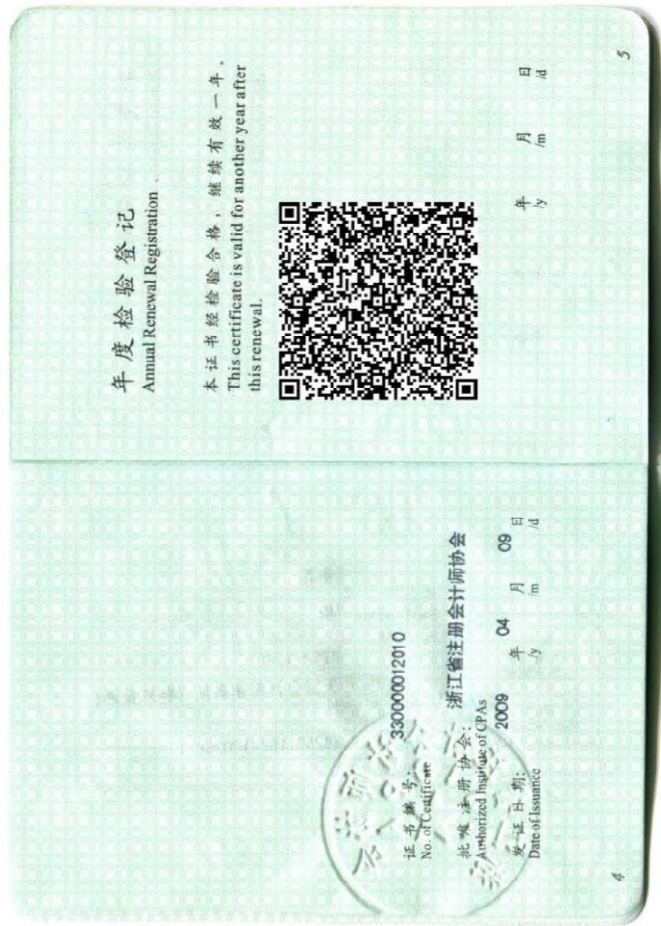 证书编号: 330000012010
No. of Certificate
批准注册协会: 浙江省注册会计师协会
Authorized Institute of CPAs
发证日期: 2009 年 04 月 09 日
Date of Issuance /y /m /d
4
年度检验登记
Annual Renewal Registration
本证书经检验合格，继续有效一年。
This certificate is valid for another year after
this renewal.
年 月 日
/y /m /d
5